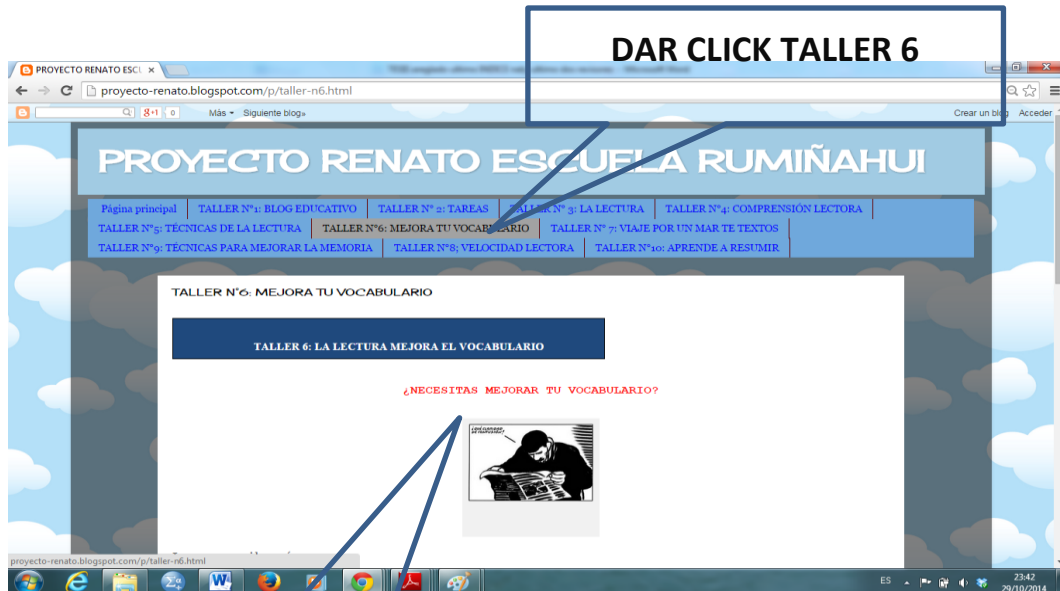 DAR CLICK TALLER 6
PROYECTO RENATO ESCU
proyecto-renato.blogspot.com/p/taller-n6.html
8+1 0 Más Siguiente blog» Crear un blog Acceder
PROYECTO RENATO ESCUELA RUMIÑAHUI
Página principal TALLER Nº1: BLOG EDUCATIVO TALLER Nº 2: TAREAS TALLER Nº 3: LA LECTURA TALLER Nº4: COMPRENSIÓN LECTORA
TALLER Nº5: TÉCNICAS DE LA LECTURA TALLER Nº6: MEJORA TU VOCABULARIO TALLER Nº 7: VIAJE POR UN MAR TE TEXTOS
TALLER Nº9: TÉCNICAS PARA MEJORAR LA MEMORIA TALLER Nº8; VELOCIDAD LECTORA TALLER Nº10: APRENDE A RESUMIR
TALLER Nº6: MEJORA TU VOCABULARIO
TALLER 6: LA LECTURA MEJORA EL VOCABULARIO
¿NECESITAS MEJORAR TU VOCABULARIO?
proyecto-renato.blogspot.com/p/taller-n6.html
ES 23:42
29/10/2014